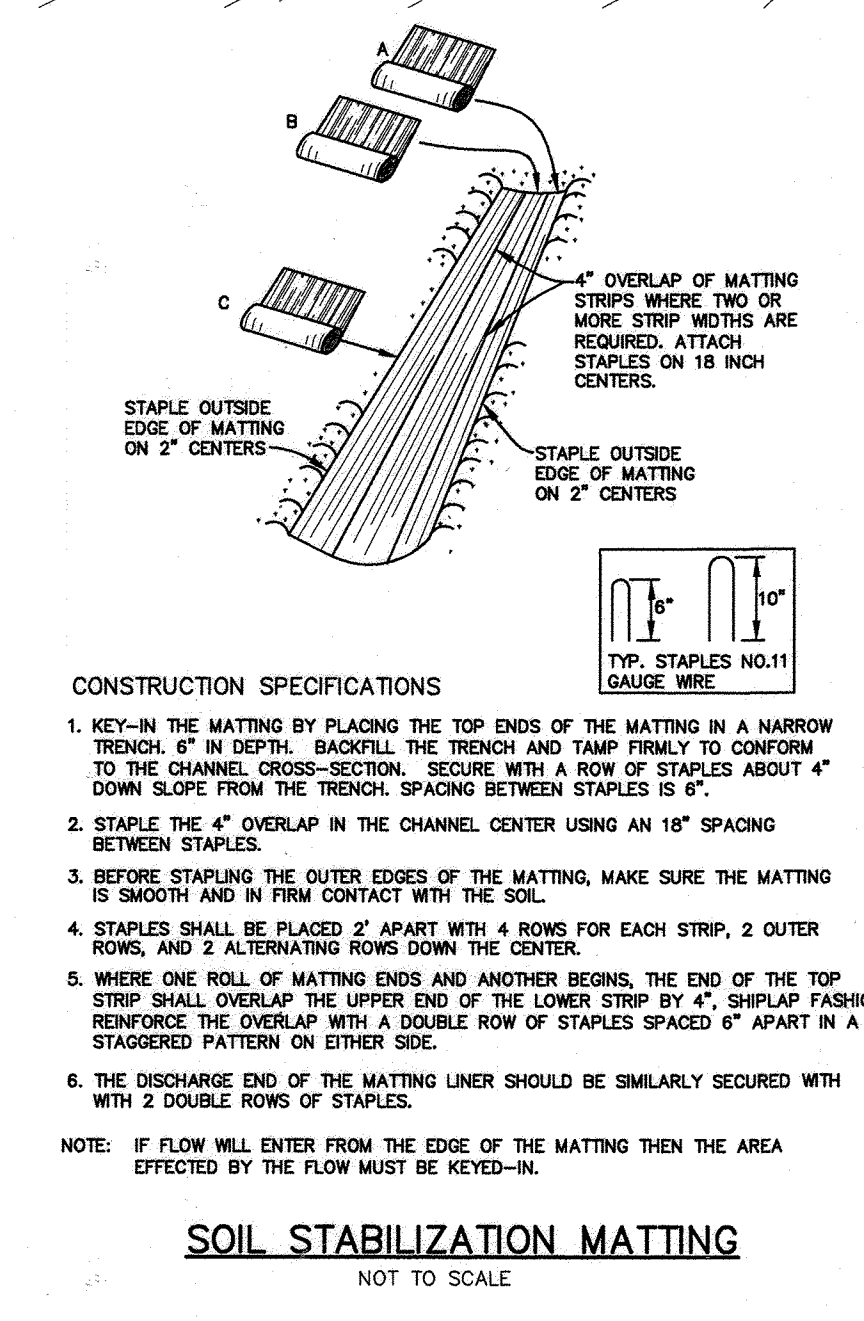 A
B
C
4" OVERLAP OF MATTING
STRIPS WHERE TWO OR
MORE STRIP WIDTHS ARE
REQUIRED. ATTACH
STAPLES ON 18 INCH
CENTERS.
STAPLE OUTSIDE
EDGE OF MATTING
ON 2" CENTERS
STAPLE OUTSIDE
EDGE OF MATTING
ON 2" CENTERS
6"
10"
TYP. STAPLES NO.11
GAUGE WIRE
CONSTRUCTION SPECIFICATIONS
1. KEY-IN THE MATTING BY PLACING THE TOP ENDS OF THE MATTING IN A NARROW
TRENCH. 6" IN DEPTH. BACKFILL THE TRENCH AND TAMP FIRMLY TO CONFORM
TO THE CHANNEL CROSS-SECTION. SECURE WITH A ROW OF STAPLES ABOUT 4"
DOWN SLOPE FROM THE TRENCH. SPACING BETWEEN STAPLES IS 6".
2. STAPLE THE 4" OVERLAP IN THE CHANNEL CENTER USING AN 18" SPACING
BETWEEN STAPLES.
3. BEFORE STAPLING THE OUTER EDGES OF THE MATTING, MAKE SURE THE MATTING
IS SMOOTH AND IN FIRM CONTACT WITH THE SOIL.
4. STAPLES SHALL BE PLACED 2' APART WITH 4 ROWS FOR EACH STRIP, 2 OUTER
ROWS, AND 2 ALTERNATING ROWS DOWN THE CENTER.
5. WHERE ONE ROLL OF MATTING ENDS AND ANOTHER BEGINS, THE END OF THE TOP
STRIP SHALL OVERLAP THE UPPER END OF THE LOWER STRIP BY 4", SHIPLAP
REINFORCE THE OVERLAP WITH A DOUBLE ROW OF STAPLES SPACED 6" APART IN A
STAGGERED PATTERN ON EITHER SIDE.
6. THE DISCHARGE END OF THE MATTING LINER SHOULD BE SIMILARLY SECURED WITH
WITH 2 DOUBLE ROWS OF STAPLES.
NOTE: IF FLOW WILL ENTER FROM THE EDGE OF THE MATTING THEN THE AREA
EFFECTED BY THE FLOW MUST BE KEYED-IN.
SOIL STABILIZATION MATTING
NOT TO SCALE